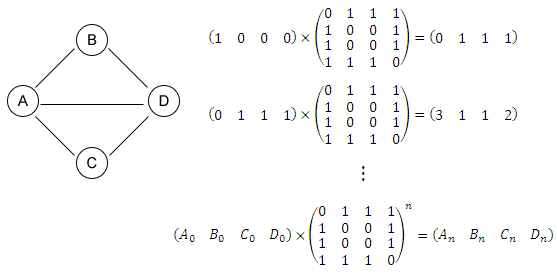 B
A
D
C
(1 0 0 0) × (0 1 1 1
1 0 0 1
1 0 0 1
1 1 1 0) = (0 1 1 1)
(0 1 1 1) × (0 1 1 1
1 0 0 1
1 0 0 1
1 1 1 0) = (3 1 1 2)
⋮
(A₀ B₀ C₀ D₀) × (0 1 1 1
1 0 0 1
1 0 0 1
1 1 1 0)ⁿ = (Aₙ Bₙ Cₙ Dₙ)